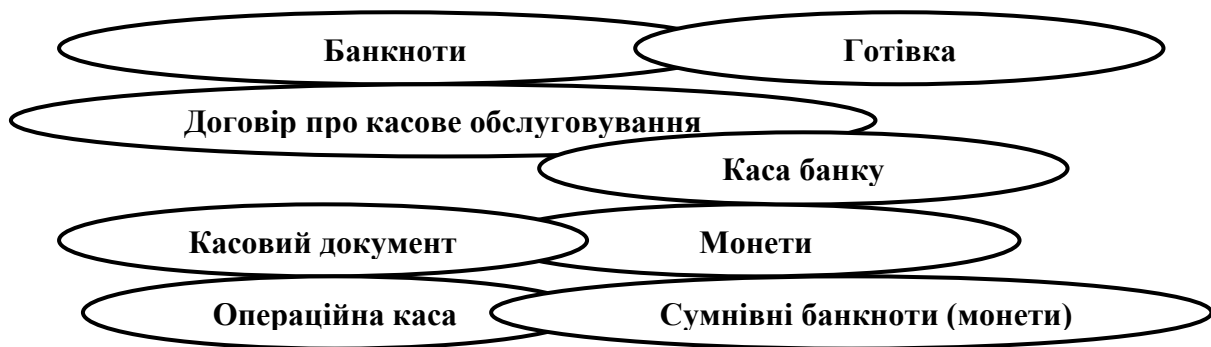 Банкноти
Готівка
Договір про касове обслуговування
Каса банку
Касовий документ
Монети
Операційна каса
Сумнівні банкноти (монети)